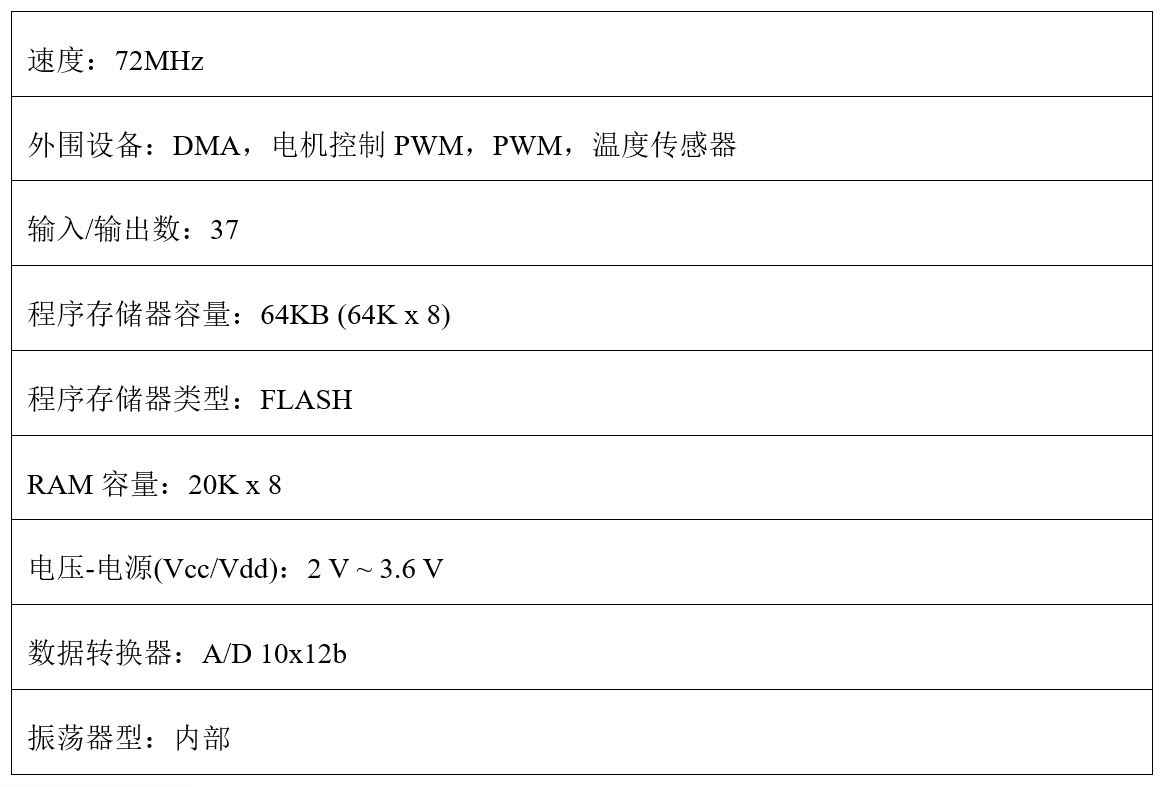 速度：72MHz
外围设备：DMA，电机控制 PWM，PWM，温度传感器
输入/输出数：37
程序存储器容量：64KB (64K x 8)
程序存储器类型：FLASH
RAM 容量：20K x 8
电压-电源(Vcc/Vdd)：2 V ~ 3.6 V
数据转换器：A/D 10x12b
振荡器型：内部